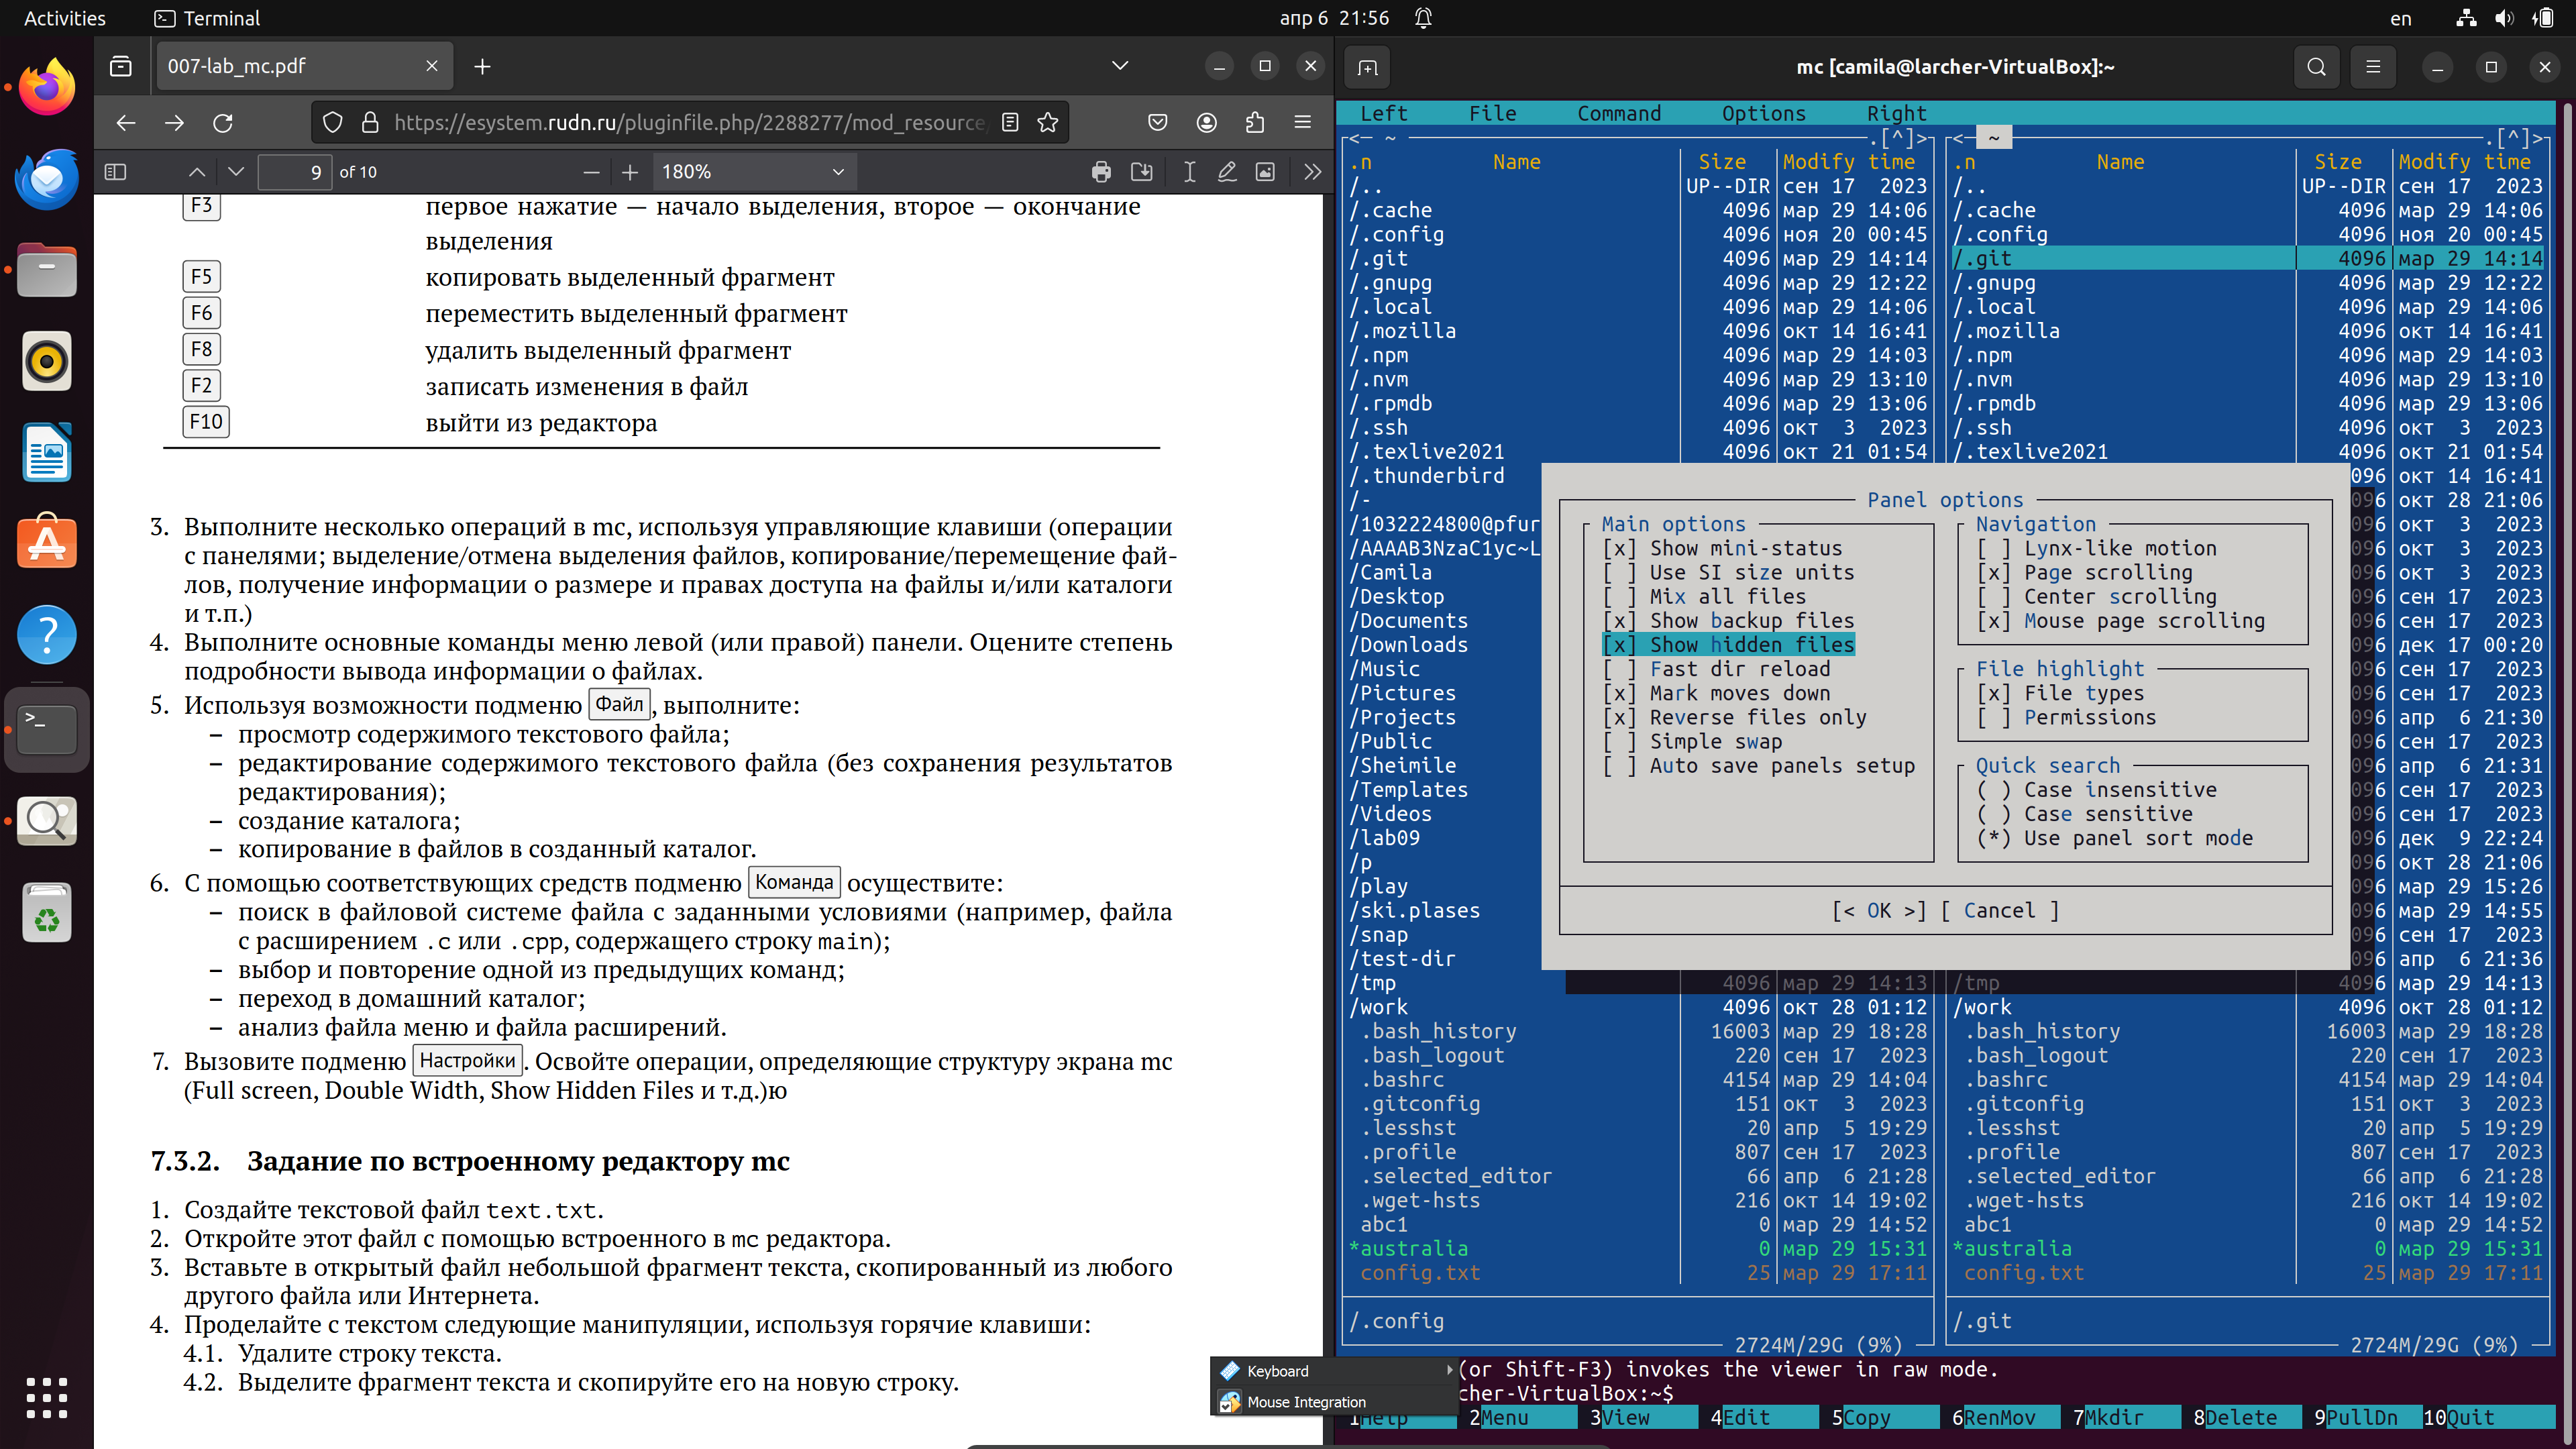 Activities
Terminal
апр 6 21:56
en
007-lab_mc.pdf
https://esystem.rudn.ru/pluginfile.php/2288277/mod_resource/
9 of 10
180%
F3 первое нажатие — начало выделения, второе — окончание
выделения
F5 копировать выделенный фрагмент
F6 переместить выделенный фрагмент
F8 удалить выделенный фрагмент
F2 записать изменения в файл
F10 выйти из редактора
3. Выполните несколько операций в mc, используя управляющие клавиши (операции
с панелями; выделение/отмена выделения файлов, копирование/перемещение фай-
лов, получение информации о размере и правах доступа на файлы и/или каталоги
и т.п.)
4. Выполните основные команды меню левой (или правой) панели. Оцените степень
подробности вывода информации о файлах.
5. Используя возможности подменю Файл, выполните:
– просмотр содержимого текстового файла;
– редактирование содержимого текстового файла (без сохранения результатов
редактирования);
– создание каталога;
– копирование в файлов в созданный каталог.
6. С помощью соответствующих средств подменю Команда осуществите:
– поиск в файловой системе файла с заданными условиями (например, файла
с расширением .c или .cpp, содержащего строку main);
– выбор и повторение одной из предыдущих команд;
– переход в домашний каталог;
– анализ файла меню и файла расширений.
7. Вызовите подменю Настройки. Освойте операции, определяющие структуру экрана mc
(Full screen, Double Width, Show Hidden Files и т.д.)ю
7.3.2. Задание по встроенному редактору mc
1. Создайте текстовой файл text.txt.
2. Откройте этот файл с помощью встроенного в mc редактора.
3. Вставьте в открытый файл небольшой фрагмент текста, скопированный из любого
другого файла или Интернета.
4. Проделайте с текстом следующие манипуляции, используя горячие клавиши:
4.1. Удалите строку текста.
4.2. Выделите фрагмент текста и скопируйте его на новую строку.
Keyboard
Mouse Integration
mc [camila@larcher-VirtualBox]:~
Left File Command Options Right
<— ~ .[^]> <— ~ .[^]>
.n Name Size Modify time .n Name Size Modify time
/.. UP--DIR сен 17 2023 /.. UP--DIR сен 17 2023
/.cache 4096 мар 29 14:06 /.cache 4096 мар 29 14:06
/.config 4096 ноя 20 00:45 /.config 4096 ноя 20 00:45
/.git 4096 мар 29 14:14 /.git 4096 мар 29 14:14
/.gnupg 4096 мар 29 12:22 /.gnupg 4096 мар 29 12:22
/.local 4096 мар 29 14:06 /.local 4096 мар 29 14:06
/.mozilla 4096 окт 14 16:41 /.mozilla 4096 окт 14 16:41
/.npm 4096 мар 29 14:03 /.npm 4096 мар 29 14:03
/.nvm 4096 мар 29 13:10 /.nvm 4096 мар 29 13:10
/.rpmdb 4096 мар 29 13:06 /.rpmdb 4096 мар 29 13:06
/.ssh 4096 окт 3 2023 /.ssh 4096 окт 3 2023
/.texlive2021 4096 окт 21 01:54 /.texlive2021 4096 окт 21 01:54
/.thunderbird 096 окт 14 16:41
/- 096 окт 28 21:06
/1032224800@pfur 096 окт 3 2023
/AAAAB3NzaC1yc~L 096 окт 3 2023
/Camila 096 окт 3 2023
/Desktop 096 сен 17 2023
/Documents 096 сен 17 2023
/Downloads 096 дек 17 00:20
/Music 096 сен 17 2023
/Pictures 096 сен 17 2023
/Projects 096 апр 6 21:30
/Public 096 сен 17 2023
/Sheimile 096 апр 6 21:31
/Templates 096 сен 17 2023
/Videos 096 сен 17 2023
/lab09 096 дек 9 22:24
/p 096 окт 28 21:06
/play 096 мар 29 15:26
/ski.plases 096 мар 29 14:55
/snap 096 сен 17 2023
/test-dir 096 апр 6 21:36
/tmp 4096 мар 29 14:13 /tmp 4096 мар 29 14:13
/work 4096 окт 28 01:12 /work 4096 окт 28 01:12
.bash_history 16003 мар 29 18:28 .bash_history 16003 мар 29 18:28
.bash_logout 220 сен 17 2023 .bash_logout 220 сен 17 2023
.bashrc 4154 мар 29 14:04 .bashrc 4154 мар 29 14:04
.gitconfig 151 окт 3 2023 .gitconfig 151 окт 3 2023
.lesshst 20 апр 5 19:29 .lesshst 20 апр 5 19:29
.profile 807 сен 17 2023 .profile 807 сен 17 2023
.selected_editor 66 апр 6 21:28 .selected_editor 66 апр 6 21:28
.wget-hsts 216 окт 14 19:02 .wget-hsts 216 окт 14 19:02
abc1 0 мар 29 14:52 abc1 0 мар 29 14:52
*australia 0 мар 29 15:31 *australia 0 мар 29 15:31
config.txt 25 мар 29 17:11 config.txt 25 мар 29 17:11
/.config /.git
2724M/29G (9%) 2724M/29G (9%)
Panel options
Main options
[x] Show mini-status
[ ] Use SI size units
[ ] Mix all files
[x] Show backup files
[x] Show hidden files
[ ] Fast dir reload
[x] Mark moves down
[x] Reverse files only
[ ] Simple swap
[ ] Auto save panels setup
Navigation
[ ] Lynx-like motion
[x] Page scrolling
[ ] Center scrolling
[x] Mouse page scrolling
File highlight
[x] File types
[ ] Permissions
Quick search
( ) Case insensitive
( ) Case sensitive
(*) Use panel sort mode
[< OK >] [ Cancel ]
(or Shift-F3) invokes the viewer in raw mode.
cher-VirtualBox:~$
1Help 2Menu 3View 4Edit 5Copy 6RenMov 7Mkdir 8Delete 9PullDn 10Quit